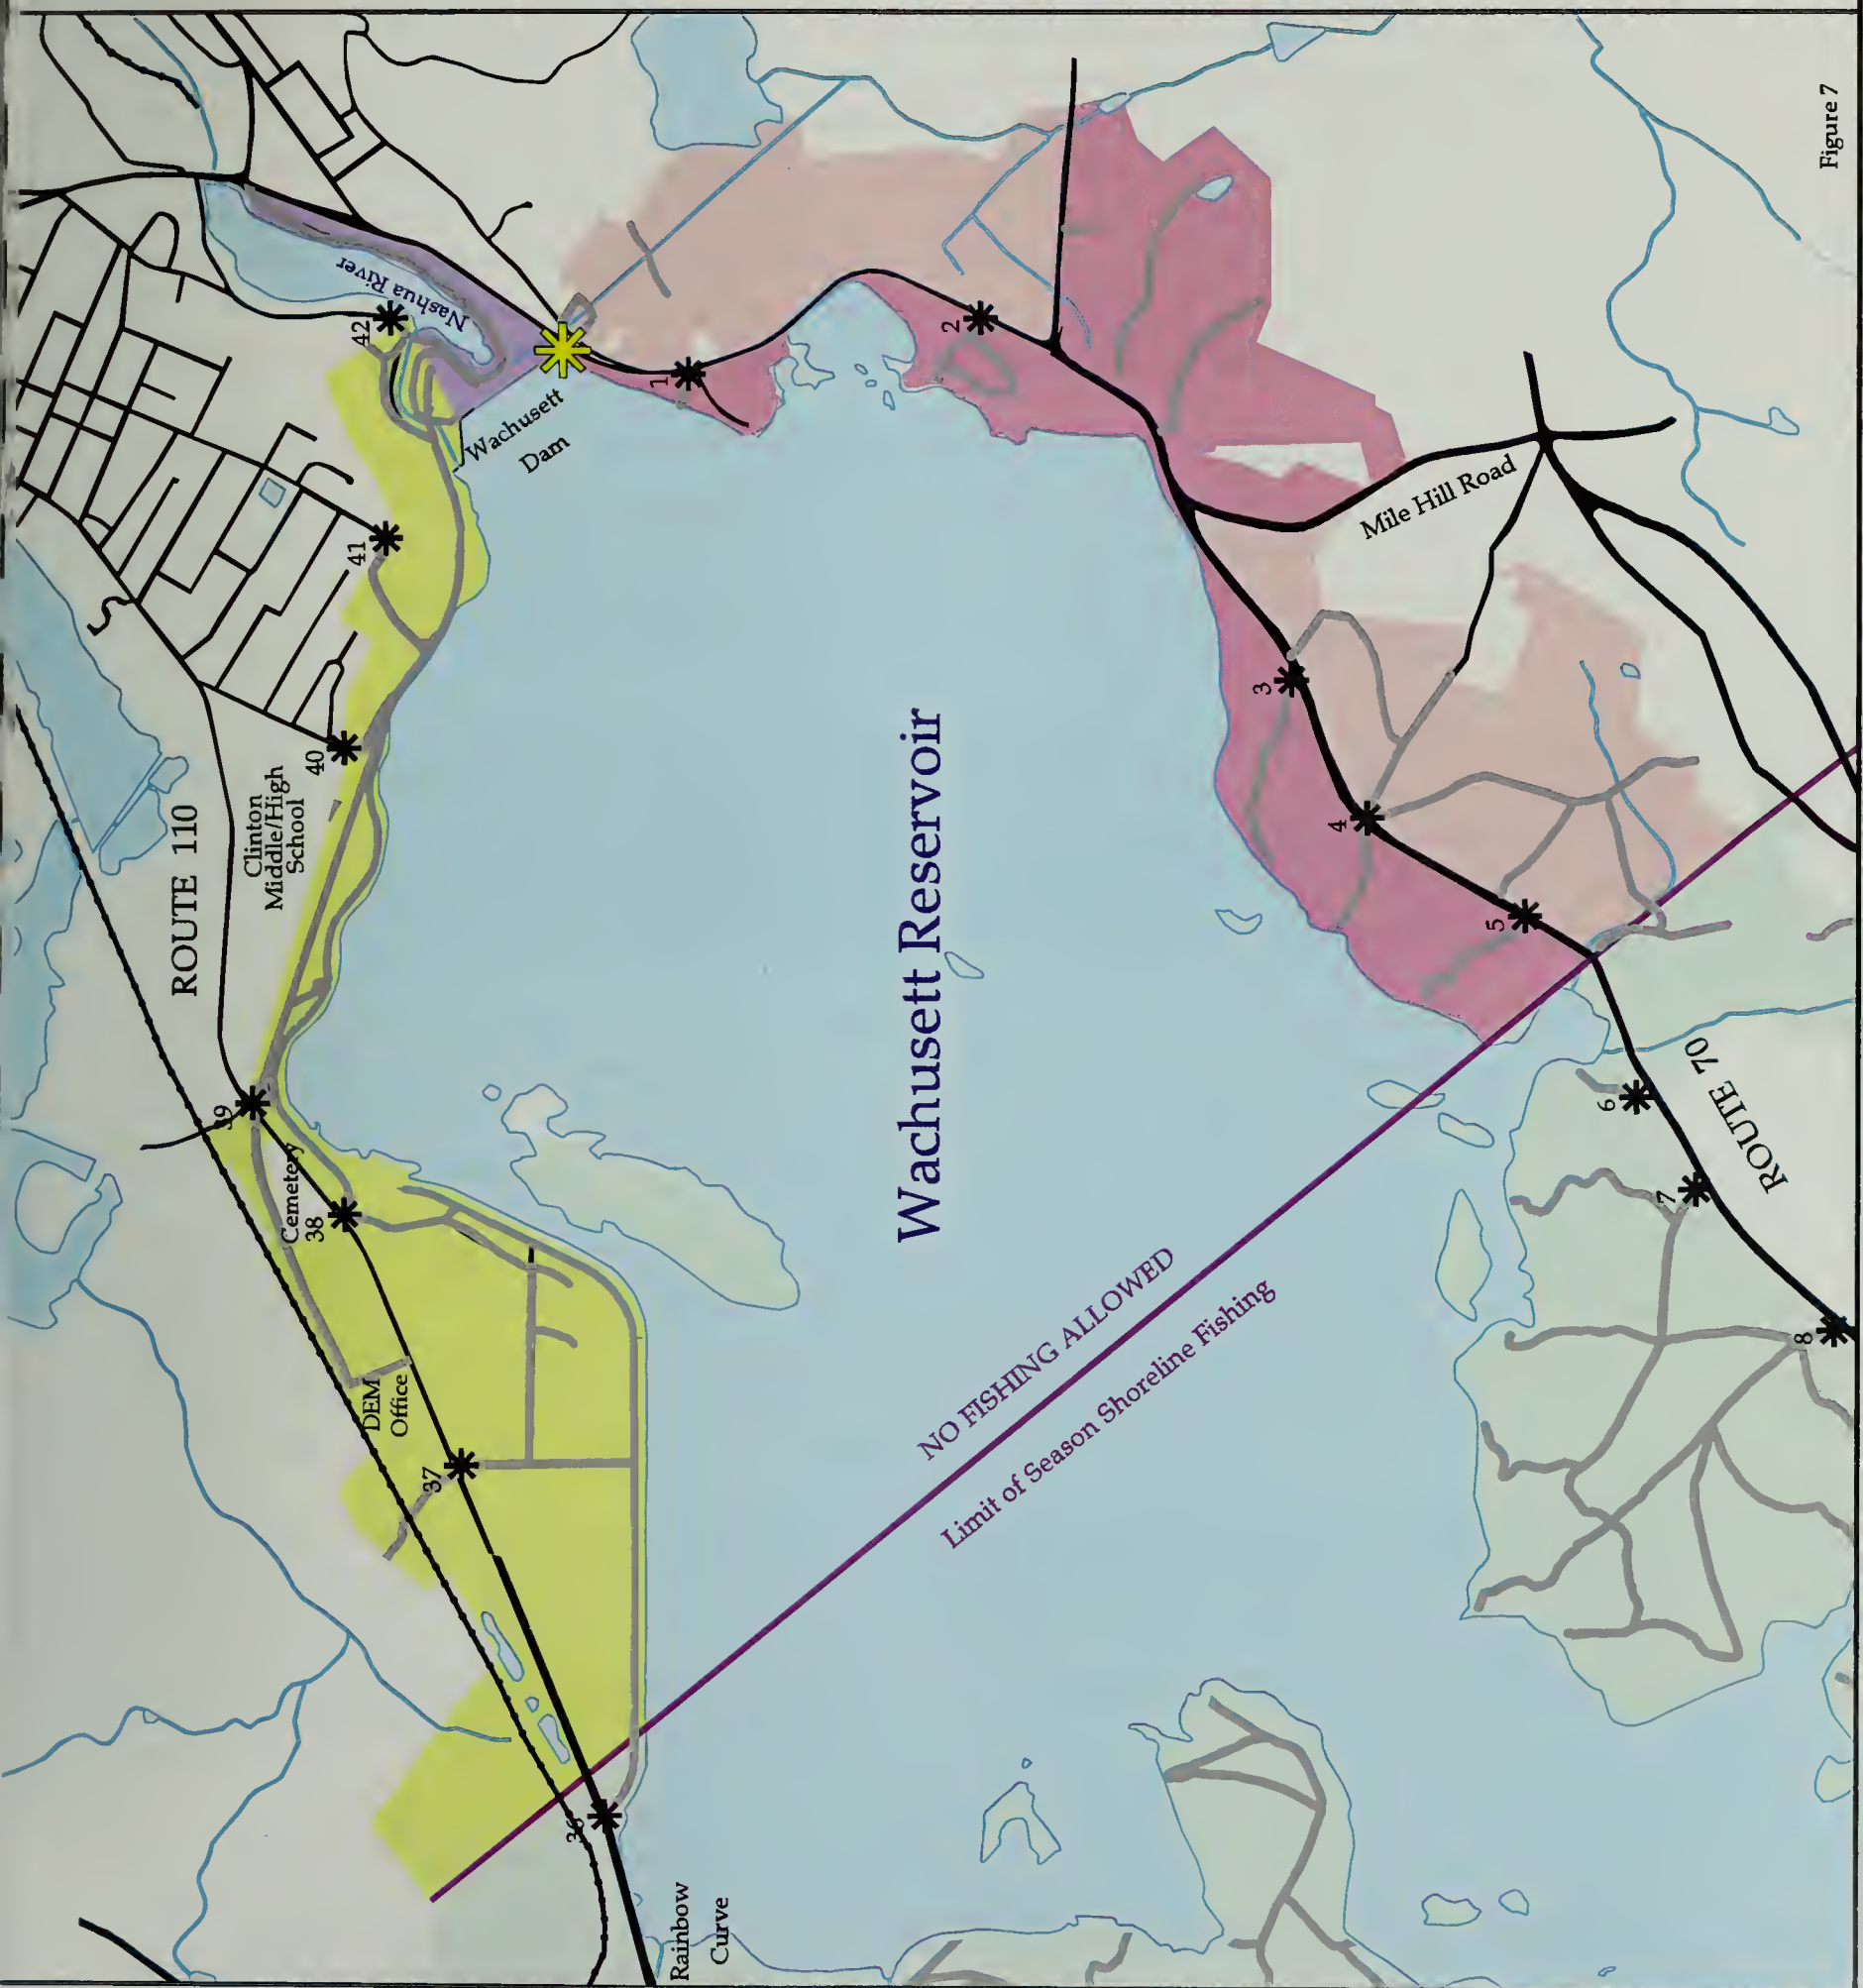 Figure 7
Nashua River
42
1
2
Wachusett
Dam
41
Mile Hill Road
40
3
ROUTE 110
Clinton
Middle/High
School
4
5
Wachusett Reservoir
39
Cemetery
38
6
7
ROUTE 70
8
DEM
Office
37
NO FISHING ALLOWED
Limit of Season Shoreline Fishing
36
Rainbow
Curve